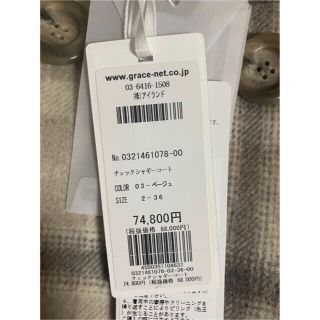 www.grace-net.co.jp
03-6416-1508
(株)アイランド
No.0321461078-00
チェックシャギーコート
COLOR 03-ベージュ
SIZE 2-36
74,800円
(税抜価格 68,000円)
4550351104637
0321461078-03-36-00
チェックシャギーコート
74,800円(税抜価格 68,000円)